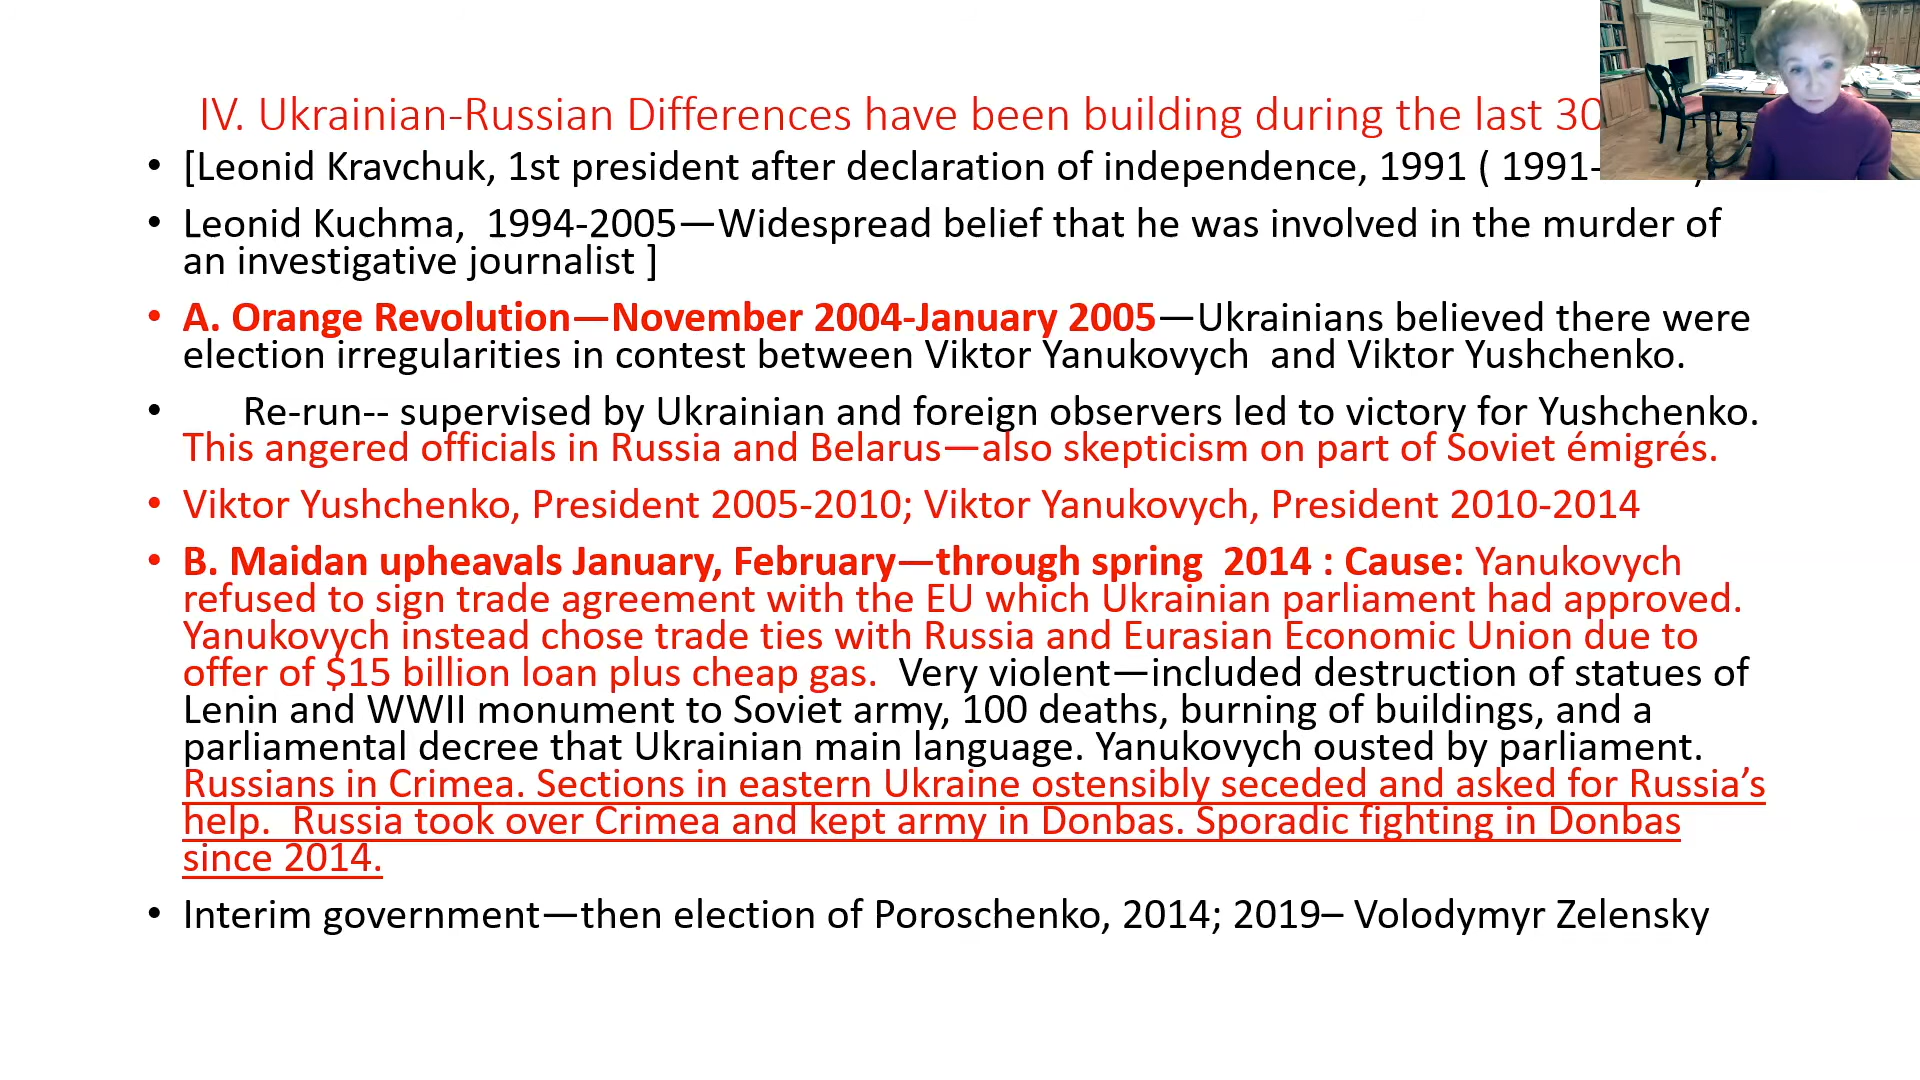 IV. Ukrainian-Russian Differences have been building during the last 30
• [Leonid Kravchuk, 1st president after declaration of independence, 1991 ( 1991-
• Leonid Kuchma,  1994-2005—Widespread belief that he was involved in the murder of
an investigative journalist ]
• A. Orange Revolution—November 2004-January 2005—Ukrainians believed there were
election irregularities in contest between Viktor Yanukovych  and Viktor Yushchenko.
• Re-run-- supervised by Ukrainian and foreign observers led to victory for Yushchenko.
This angered officials in Russia and Belarus—also skepticism on part of Soviet émigrés.
• Viktor Yushchenko, President 2005-2010; Viktor Yanukovych, President 2010-2014
• B. Maidan upheavals January, February—through spring  2014 : Cause: Yanukovych
refused to sign trade agreement with the EU which Ukrainian parliament had approved.
Yanukovych instead chose trade ties with Russia and Eurasian Economic Union due to
offer of $15 billion loan plus cheap gas.  Very violent—included destruction of statues of
Lenin and WWII monument to Soviet army, 100 deaths, burning of buildings, and a
parliamental decree that Ukrainian main language. Yanukovych ousted by parliament.
Russians in Crimea. Sections in eastern Ukraine ostensibly seceded and asked for Russia’s
help.  Russia took over Crimea and kept army in Donbas. Sporadic fighting in Donbas
since 2014.
• Interim government—then election of Poroschenko, 2014; 2019– Volodymyr Zelensky